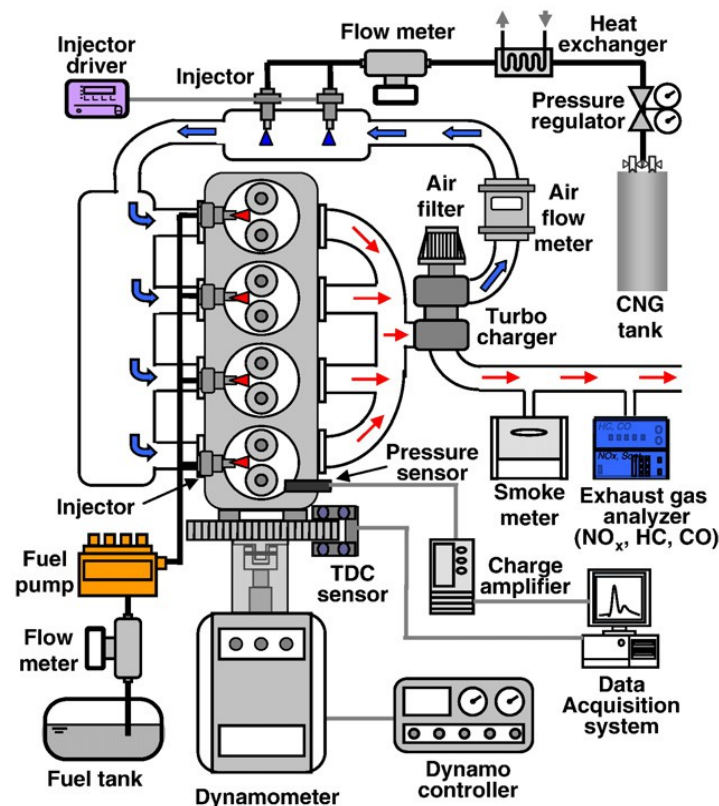 Injector
driver
Injector
Flow meter
Heat
exchanger
Pressure
regulator
Air
filter
Air
flow
meter
CNG
tank
Turbo
charger
Pressure
sensor
Injector
Smoke
meter
HC, CO
NOx,
Exhaust gas
analyzer
(NOx, HC, CO)
Fuel
pump
TDC
sensor
Charge
amplifier
Flow
meter
Data
Acquisition
system
Fuel tank
Dynamometer
Dynamo
controller